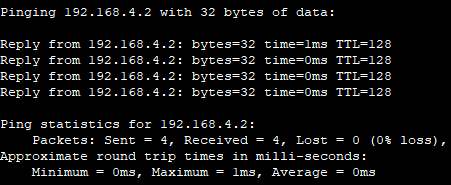 Pinging 192.168.4.2 with 32 bytes of data:
Reply from 192.168.4.2: bytes=32 time=1ms TTL=128
Reply from 192.168.4.2: bytes=32 time=0ms TTL=128
Reply from 192.168.4.2: bytes=32 time=0ms TTL=128
Reply from 192.168.4.2: bytes=32 time=0ms TTL=128
Ping statistics for 192.168.4.2:
    Packets: Sent = 4, Received = 4, Lost = 0 (0% loss),
Approximate round trip times in milli-seconds:
    Minimum = 0ms, Maximum = 1ms, Average = 0ms